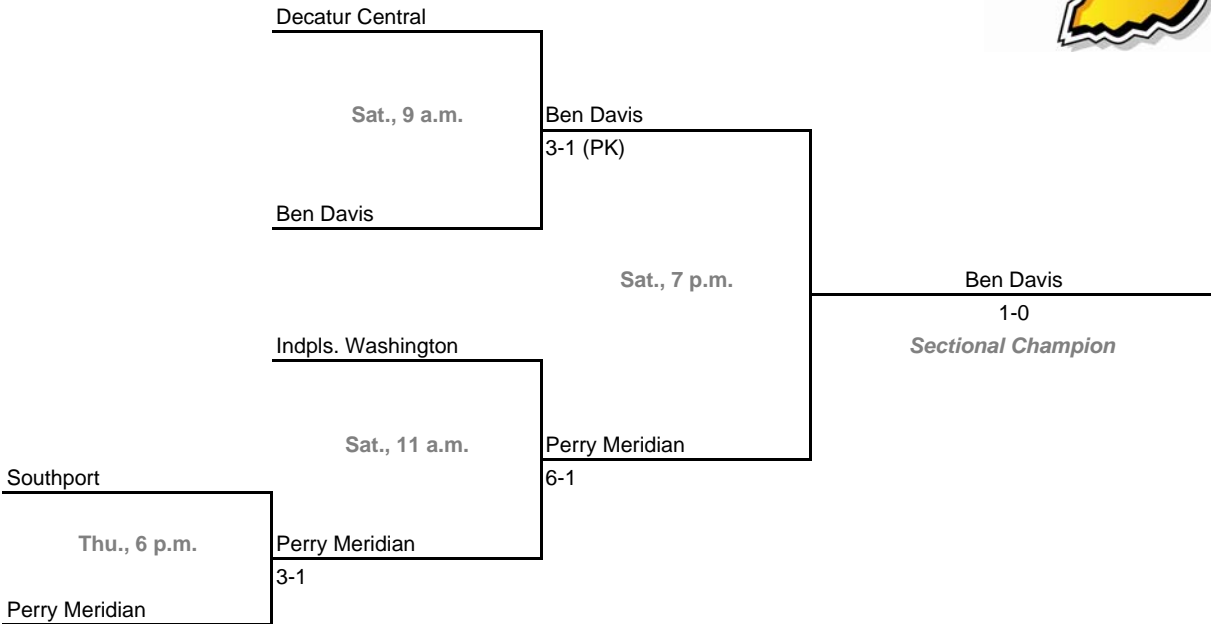 Decatur Central
Sat., 9 a.m.
Ben Davis
3-1 (PK)
Ben Davis
Sat., 7 p.m.
Ben Davis
1-0
Sectional Champion
Indpls. Washington
Sat., 11 a.m.
Perry Meridian
6-1
Southport
Thu., 6 p.m.
Perry Meridian
3-1
Perry Meridian